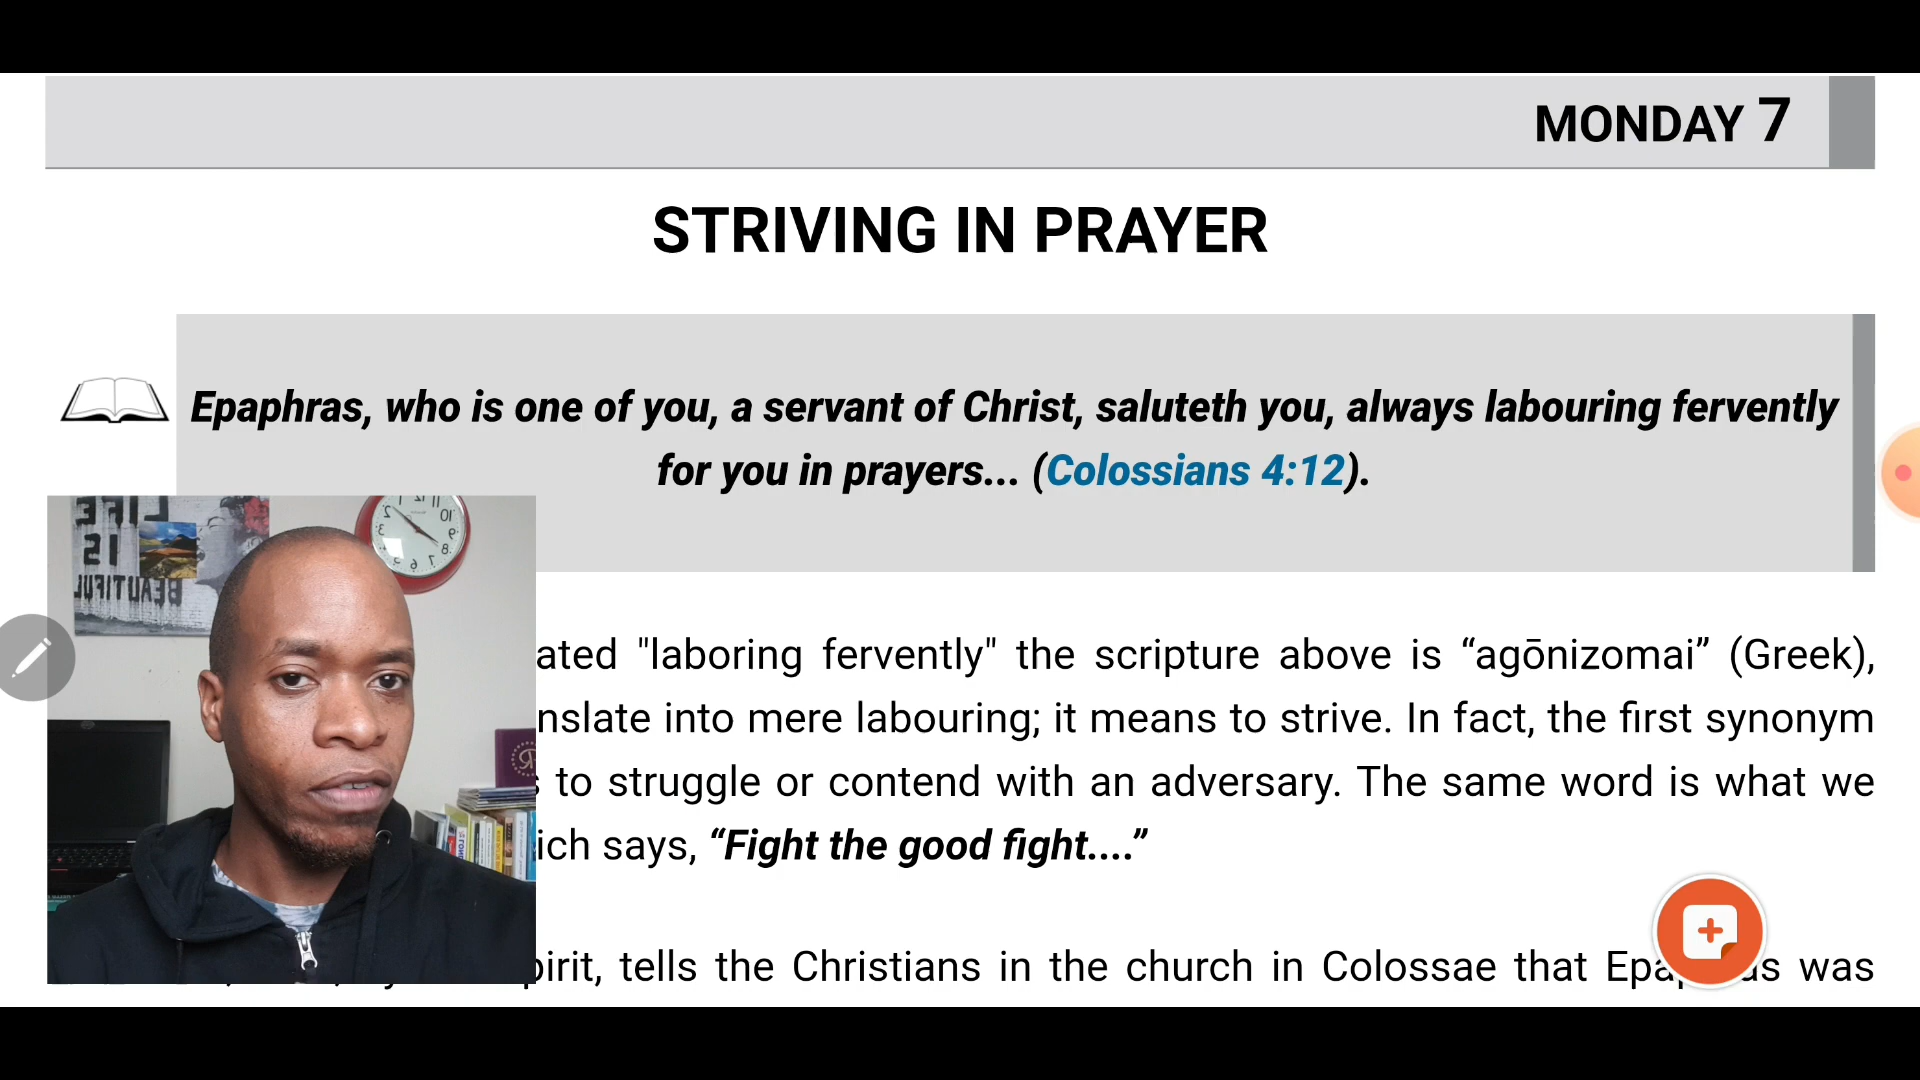 MONDAY 7
STRIVING IN PRAYER
Epaphras, who is one of you, a servant of Christ, saluteth you, always labouring fervently
for you in prayers... (Colossians 4:12).
LIFE
IS
BEAUTIFUL
ated "laboring fervently" the scripture above is “agōnizomai” (Greek),
nslate into mere labouring; it means to strive. In fact, the first synonym
to struggle or contend with an adversary. The same word is what we
ich says, “Fight the good fight....”
pirit, tells the Christians in the church in Colossae that Epaphras was